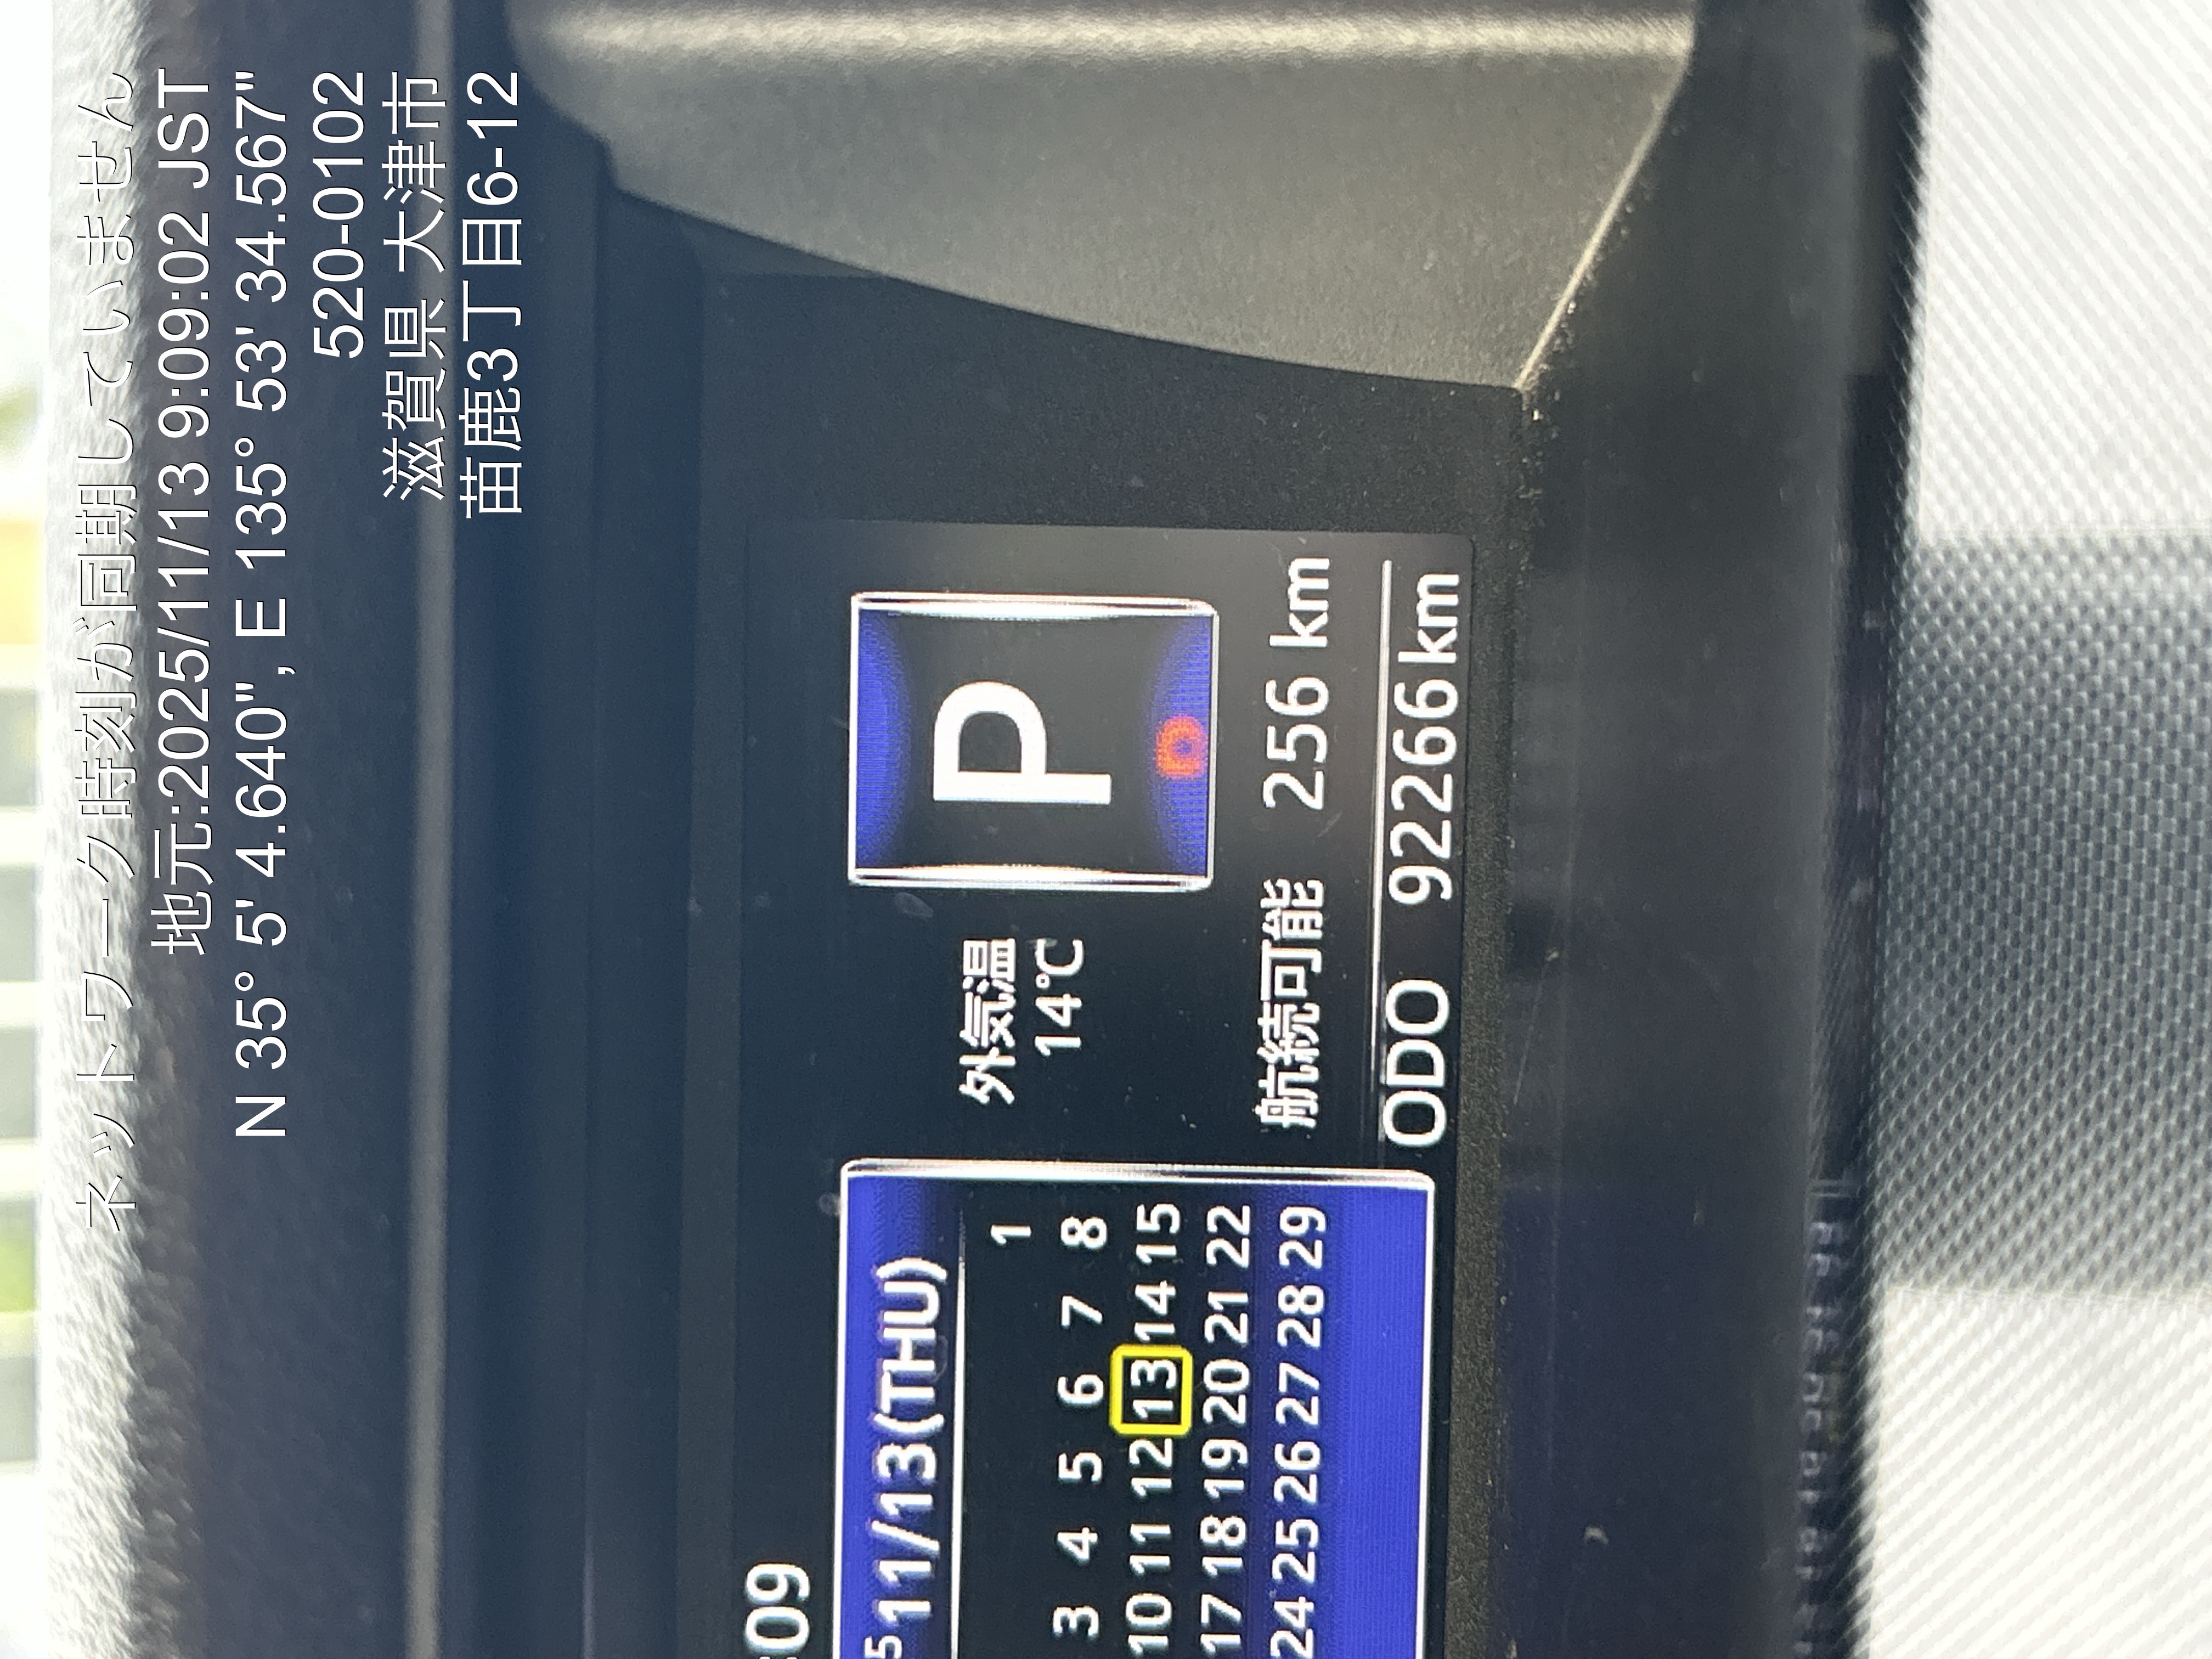 ネットワーク時刻が同期していません
地元:2025/11/13 9:09:02 JST
N 35° 5' 4.640", E 135° 53' 34.567"
520-0102
滋賀県 大津市
苗鹿3丁目6-12
:09
5 11/13(THU)
1
3 4 5 6 7 8
10 11 12 13 14 15
17 18 19 20 21 22
24 25 26 27 28 29
外気温
14℃
P
航続可能 256 km
ODO 92266 km